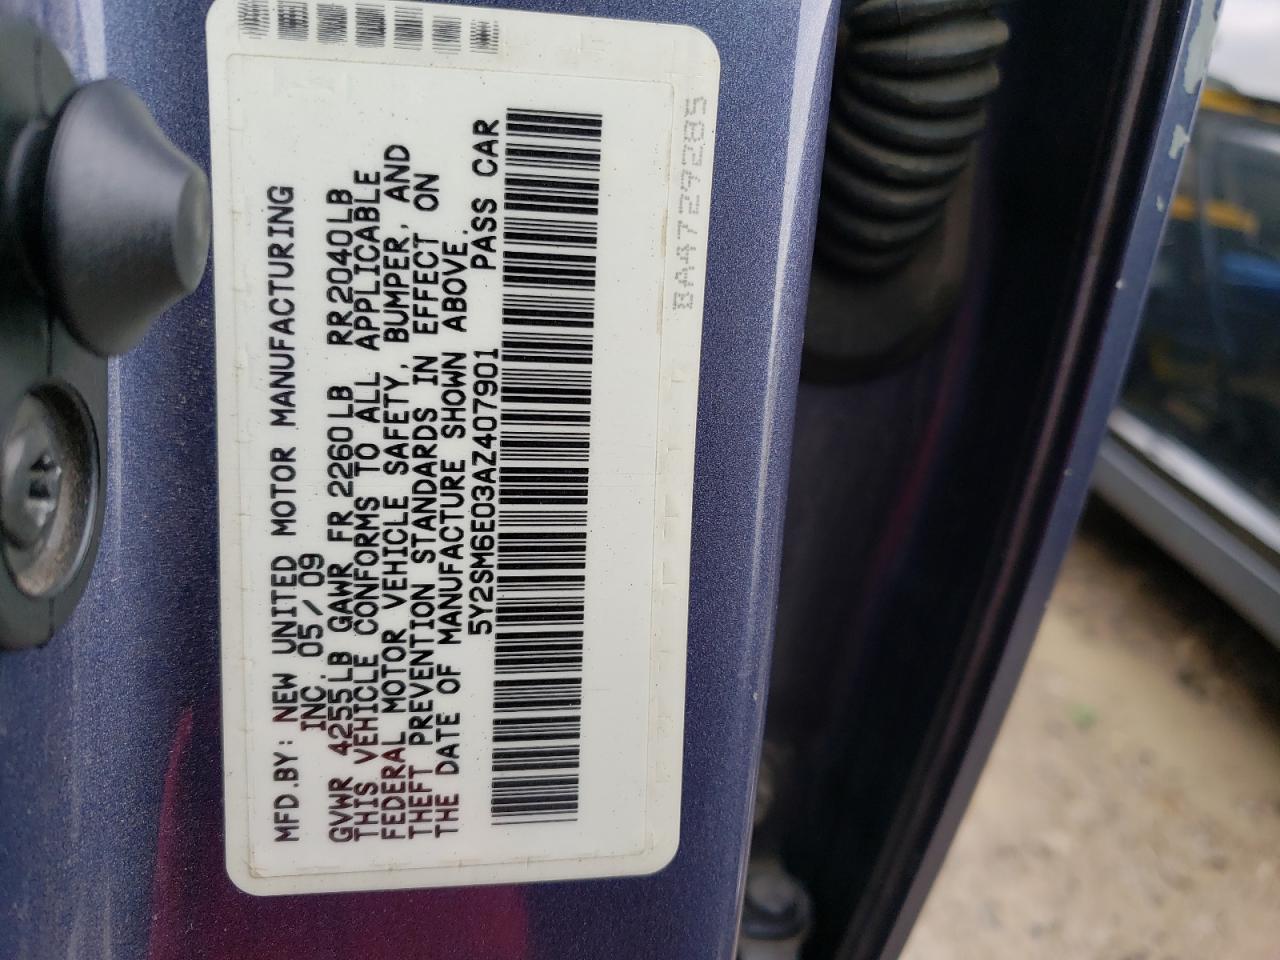 MFD.BY: NEW UNITED MOTOR MANUFACTURING
INC. 05/09
GVWR 4255LB GAWR FR 2260LB RR2040LB
THIS VEHICLE CONFORMS TO ALL APPLICABLE
FEDERAL MOTOR VEHICLE SAFETY, BUMPER, AND
THEFT PREVENTION STANDARDS IN EFFECT ON
THE DATE OF MANUFACTURE SHOWN ABOVE.
5Y2SM6E03AZ407901 PASS CAR